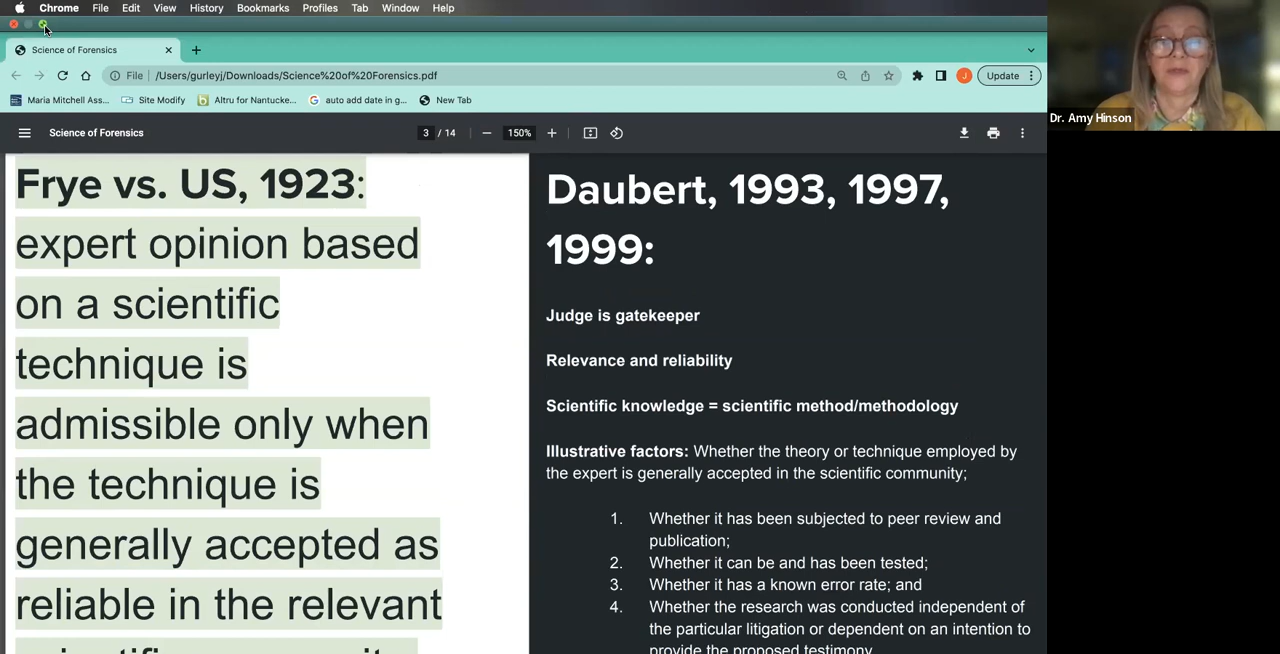 Chrome File Edit View History Bookmarks Profiles Tab Window Help
Science of Forensics
File /Users/gurleyj/Downloads/Science%20of%20Forensics.pdf J Update
Maria Mitchell Ass... Site Modify Altru for Nantucke... auto add date in g... New Tab
Science of Forensics 3 / 14 150%
Frye vs. US, 1923:
expert opinion based
on a scientific
technique is
admissible only when
the technique is
generally accepted as
reliable in the relevant
Daubert, 1993, 1997,
1999:
Judge is gatekeeper
Relevance and reliability
Scientific knowledge = scientific method/methodology
Illustrative factors: Whether the theory or technique employed by
the expert is generally accepted in the scientific community;
1. Whether it has been subjected to peer review and
publication;
2. Whether it can be and has been tested;
3. Whether it has a known error rate; and
4. Whether the research was conducted independent of
the particular litigation or dependent on an intention to
provide the proposed testimony
Dr. Amy Hinson